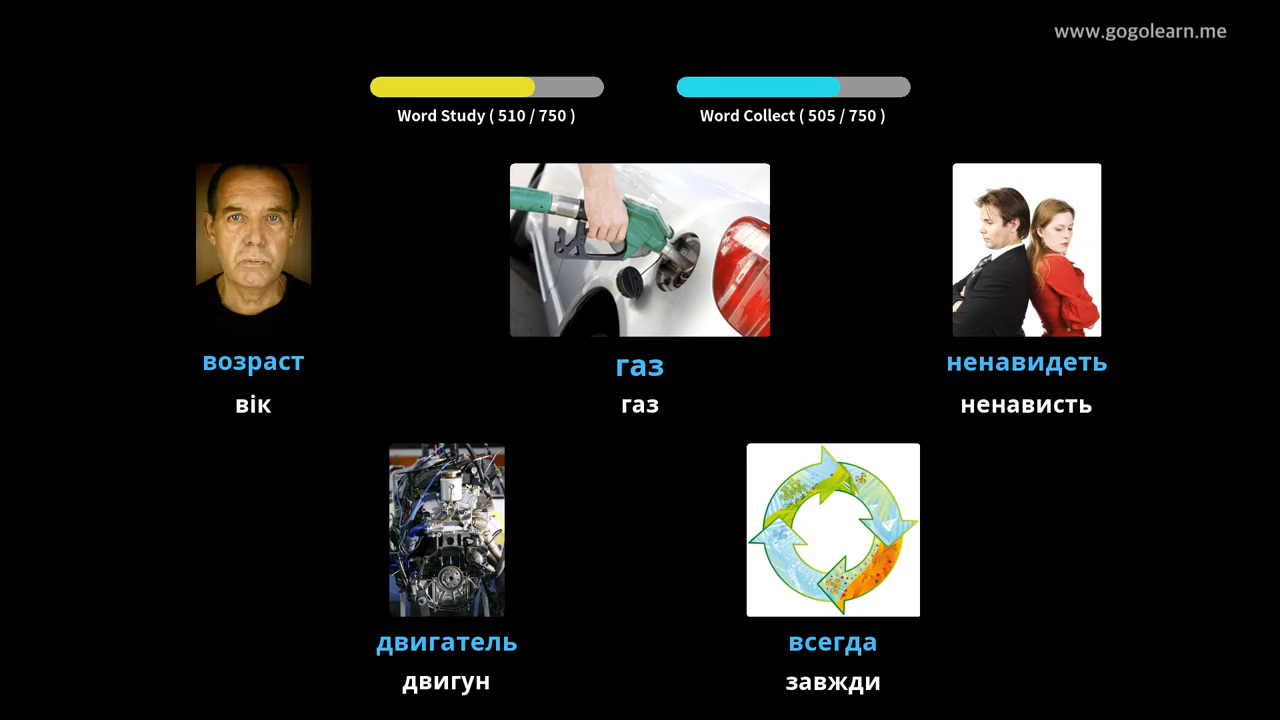 www.gogolearn.me
Word Study ( 510 / 750 )
Word Collect ( 505 / 750 )
возраст
газ
ненавидеть
вік
газ
ненависть
двигатель
всегда
двигун
завжди